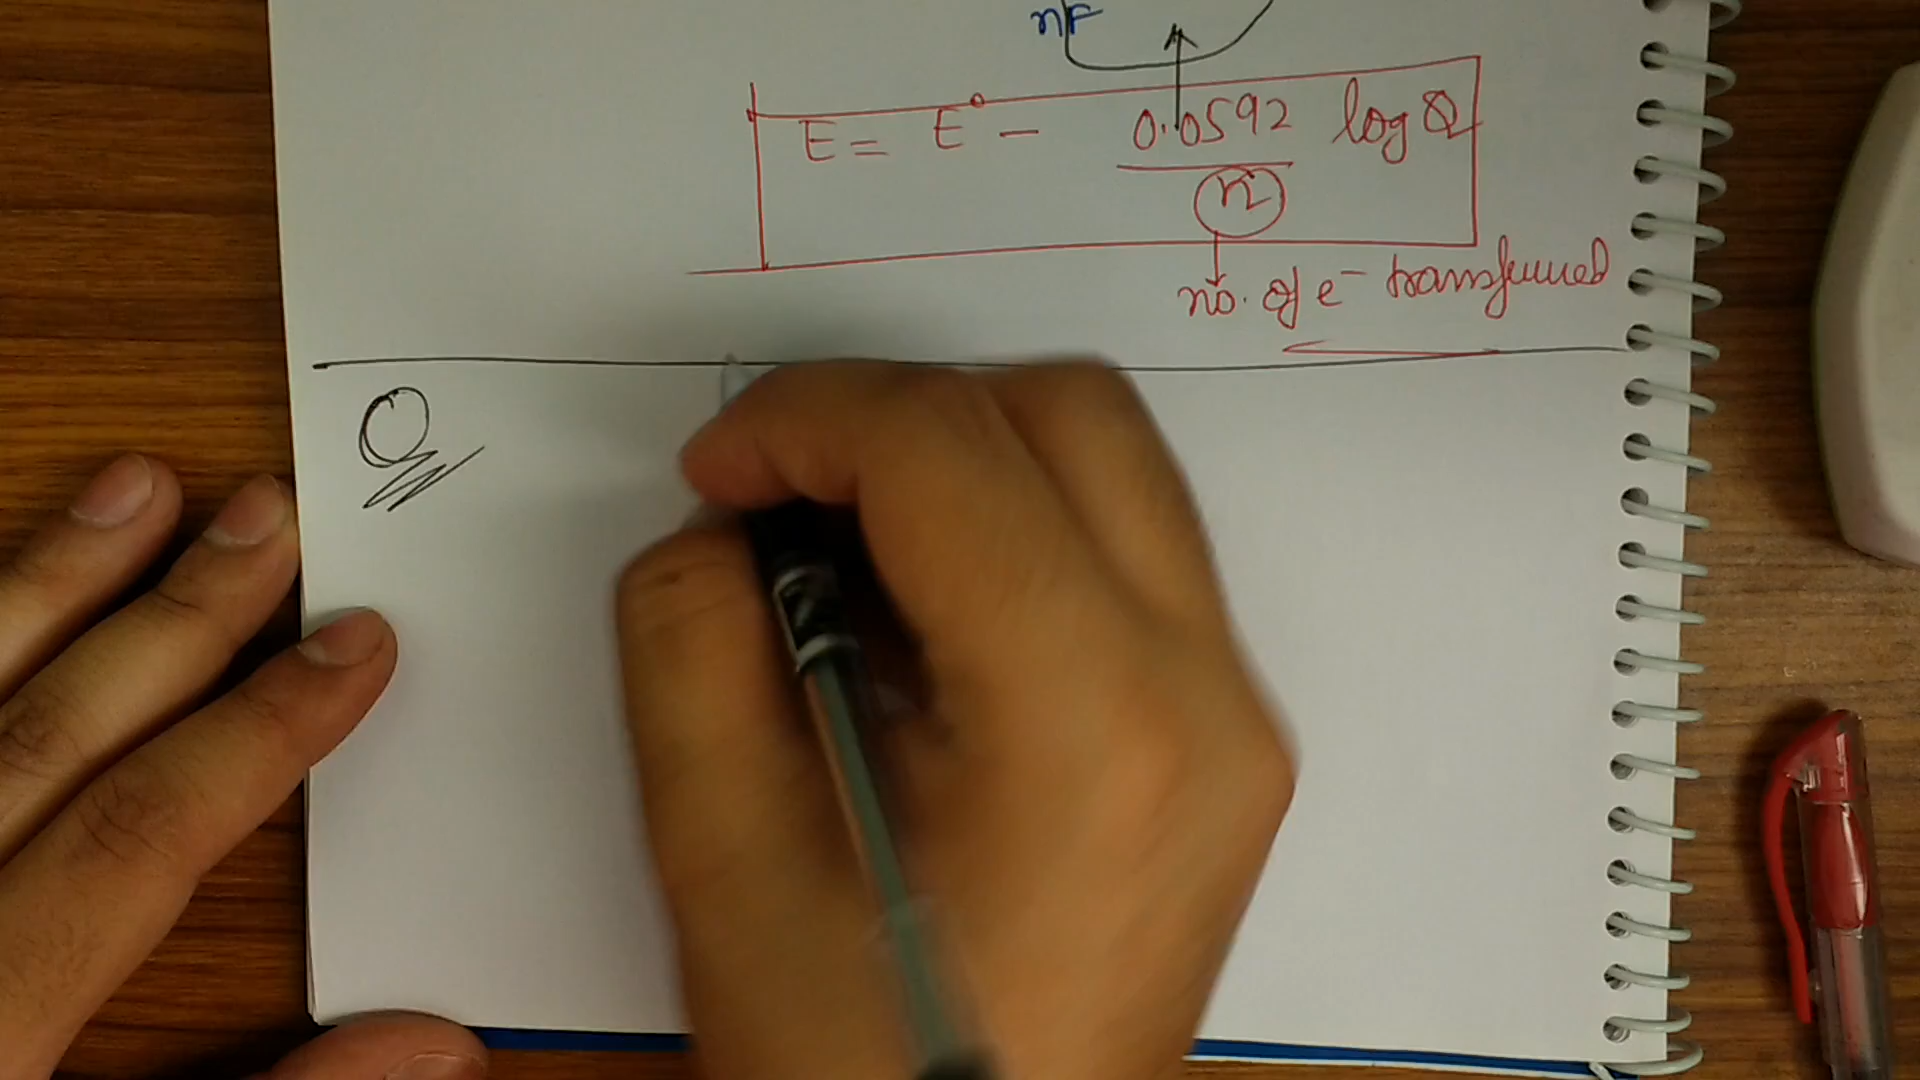 nF
E = E° - 0.0592/n log Q
no. of e⁻ transferred
Q